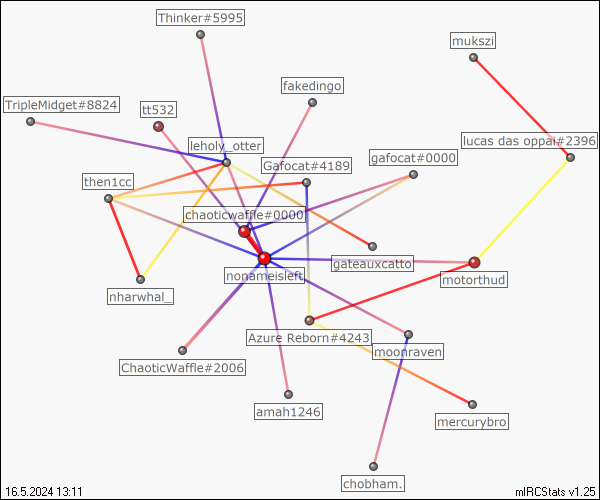 Thinker#5995
mukszi
fakedingo
TripleMidget#8824
tt532
leholy_otter
lucas das oppai#2396
Gafocat#4189
gafocat#0000
then1cc
chaoticwaffle#0000
gateauxcatto
nonameisleft
motorthud
nharwhal_
Azure Reborn#4243
moonraven
ChaoticWaffle#2006
amah1246
mercurybro
chobham.
16.5.2024 13:11
mIRCStats v1.25